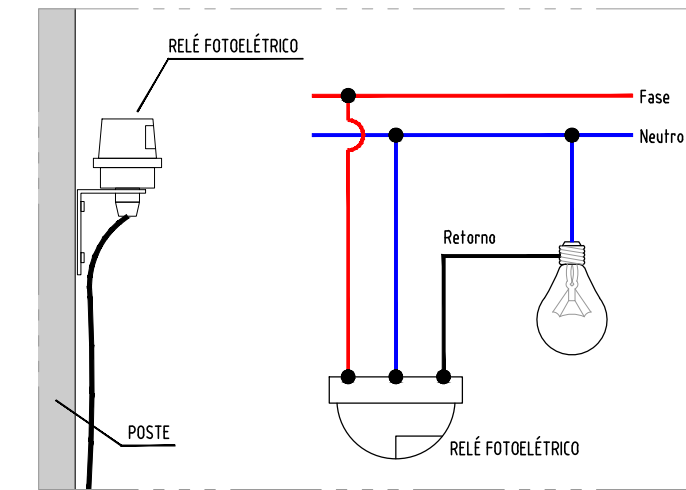 RELÉ FOTOELÉTRICO
Fase
Neutro
Retorno
POSTE
RELÉ FOTOELÉTRICO